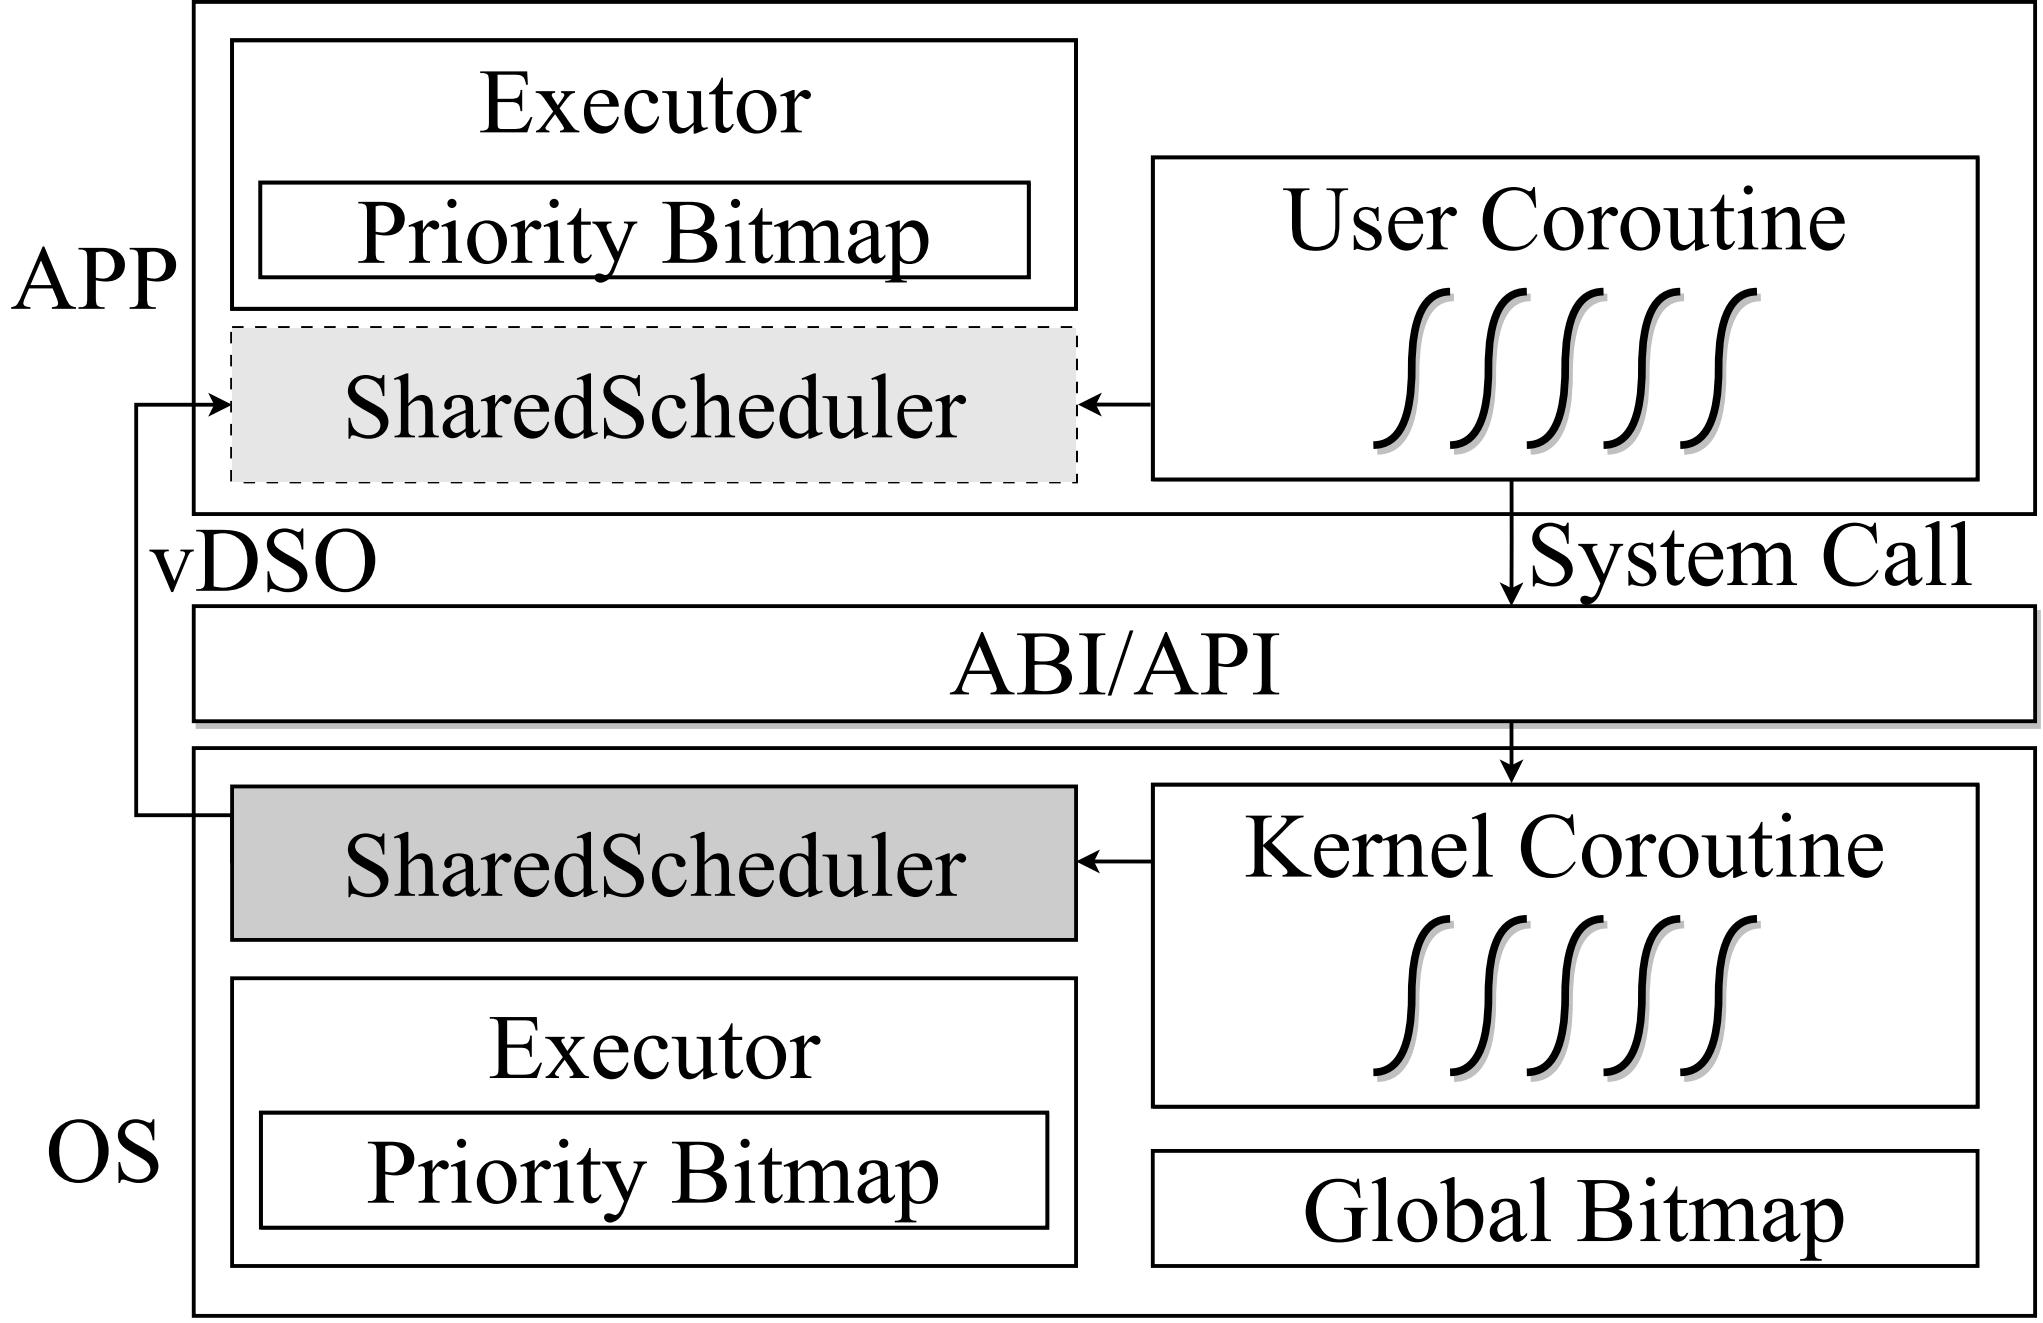 APP
Executor
Priority Bitmap
SharedScheduler
User Coroutine
vDSO
System Call
ABI/API
OS
SharedScheduler
Executor
Priority Bitmap
Kernel Coroutine
Global Bitmap